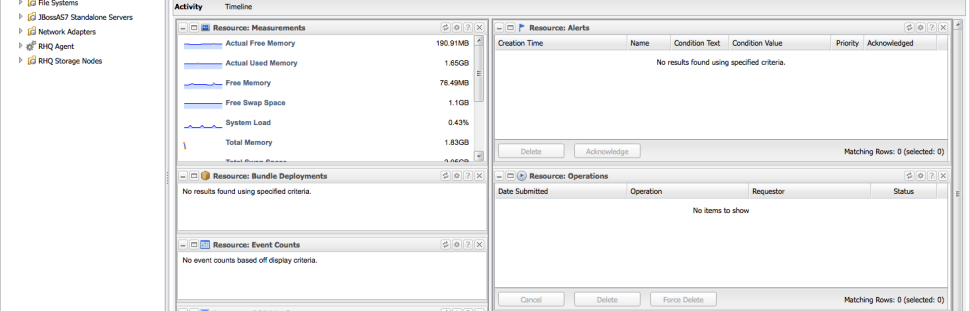 File Systems
JBossAS7 Standalone Servers
Network Adapters
RHQ Agent
RHQ Storage Nodes
Activity Timeline
Resource: Measurements
Actual Free Memory 190.91MB
Actual Used Memory 1.65GB
Free Memory 76.49MB
Free Swap Space 1.1GB
System Load 0.43%
Total Memory 1.83GB
Total Swap Space
Resource: Bundle Deployments
No results found using specified criteria.
Resource: Event Counts
No event counts based off display criteria.
Resource: Alerts
Creation Time Name Condition Text Condition Value Priority Acknowledged
No results found using specified criteria.
Delete Acknowledge Matching Rows: 0 (selected: 0)
Resource: Operations
Date Submitted Operation Requestor Status
No items to show
Cancel Delete Force Delete Matching Rows: 0 (selected: 0)